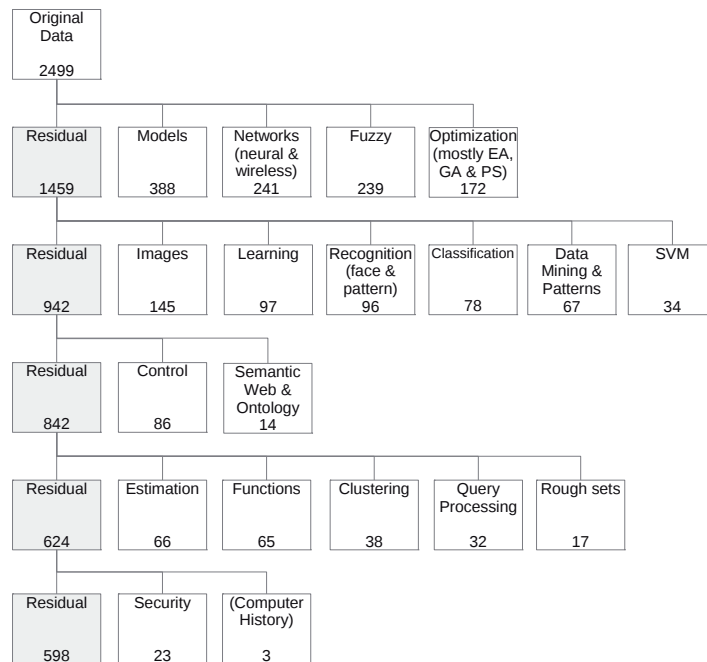 Original
Data
2499
Residual
1459
Models
388
Networks
(neural &
wireless)
241
Fuzzy
239
Optimization
(mostly EA,
GA & PS)
172
Residual
942
Images
145
Learning
97
Recognition
(face &
pattern)
96
Classification
78
Data
Mining &
Patterns
67
SVM
34
Residual
842
Control
86
Semantic
Web &
Ontology
14
Residual
624
Estimation
66
Functions
65
Clustering
38
Query
Processing
32
Rough sets
17
Residual
598
Security
23
(Computer
History)
3